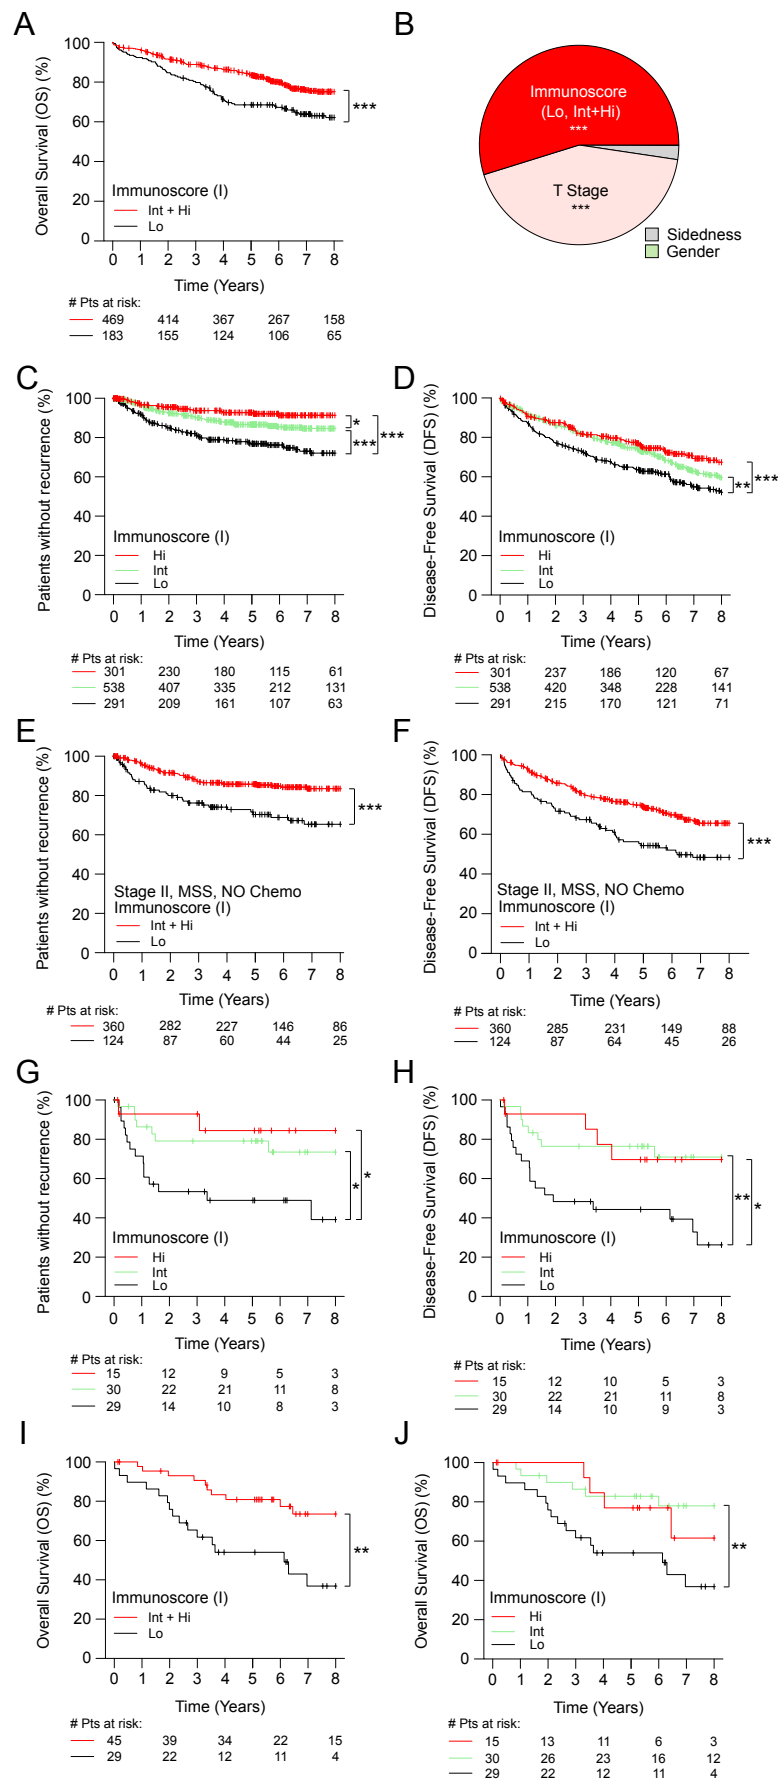 A
Overall Survival (OS) (%)
100
80
60
40
20
0
***
Immunoscore (I)
Int + Hi
Lo
0 1 2 3 4 5 6 7 8
Time (Years)
# Pts at risk:
469 414 367 267 158
183 155 124 106 65
B
Immunoscore
(Lo, Int+Hi)
***
T Stage
***
Sidedness
Gender
C
Patients without recurrence (%)
100
80
60
40
20
0
*
***
***
Immunoscore (I)
Hi
Int
Lo
0 1 2 3 4 5 6 7 8
Time (Years)
# Pts at risk:
301 230 180 115 61
538 407 335 212 131
291 209 161 107 63
D
Disease-Free Survival (DFS) (%)
100
80
60
40
20
0
**
***
Immunoscore (I)
Hi
Int
Lo
0 1 2 3 4 5 6 7 8
Time (Years)
# Pts at risk:
301 237 186 120 67
538 420 348 228 141
291 215 170 121 71
E
Patients without recurrence (%)
100
80
60
40
20
0
***
Stage II, MSS, NO Chemo
Immunoscore (I)
Int + Hi
Lo
0 1 2 3 4 5 6 7 8
Time (Years)
# Pts at risk:
360 282 227 146 86
124 87 60 44 25
F
Disease-Free Survival (DFS) (%)
100
80
60
40
20
0
***
Stage II, MSS, NO Chemo
Immunoscore (I)
Int + Hi
Lo
0 1 2 3 4 5 6 7 8
Time (Years)
# Pts at risk:
360 285 231 149 88
124 87 64 45 26
G
Patients without recurrence (%)
100
80
60
40
20
0
*
*
Immunoscore (I)
Hi
Int
Lo
0 1 2 3 4 5 6 7 8
Time (Years)
# Pts at risk:
15 12 9 5 3
30 22 21 11 8
29 14 10 8 3
H
Disease-Free Survival (DFS) (%)
100
80
60
40
20
0
**
*
Immunoscore (I)
Hi
Int
Lo
0 1 2 3 4 5 6 7 8
Time (Years)
# Pts at risk:
15 12 10 5 3
30 22 21 11 8
29 14 10 9 3
I
Overall Survival (OS) (%)
100
80
60
40
20
0
**
Immunoscore (I)
Int + Hi
Lo
0 1 2 3 4 5 6 7 8
Time (Years)
# Pts at risk:
45 39 34 22 15
29 22 12 11 4
J
Overall Survival (OS) (%)
100
80
60
40
20
0
**
Immunoscore (I)
Hi
Int
Lo
0 1 2 3 4 5 6 7 8
Time (Years)
# Pts at risk:
15 13 11 6 3
30 26 23 16 12
29 22 12 11 4